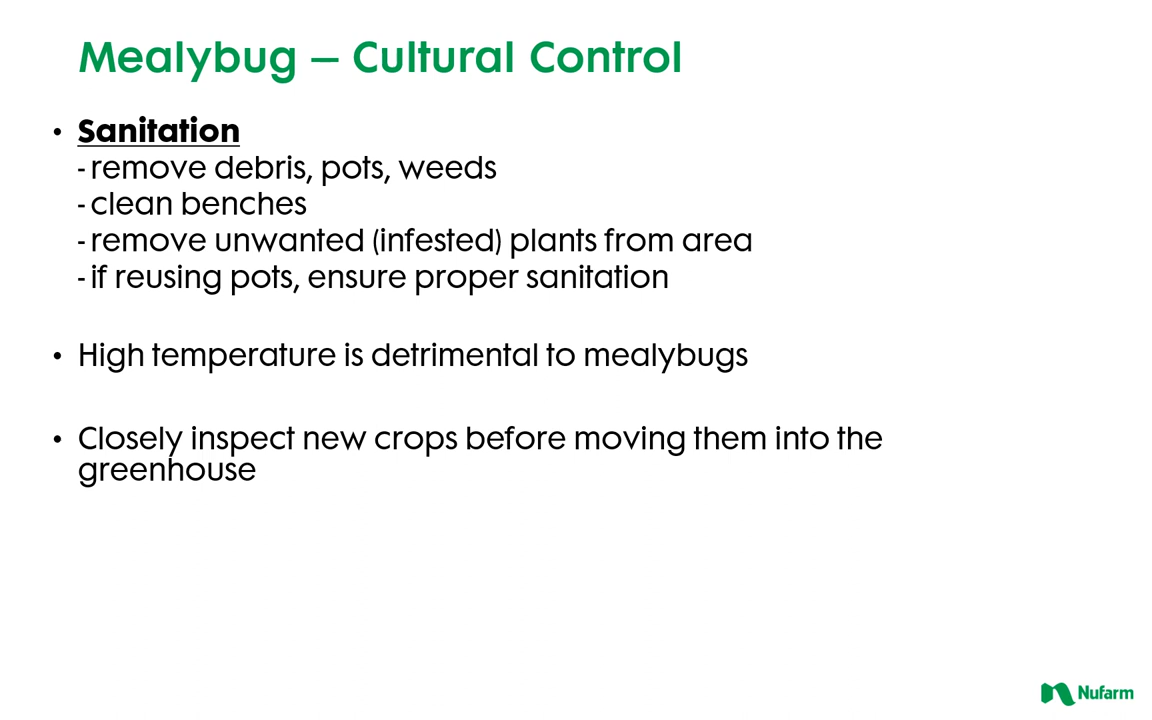 Mealybug – Cultural Control
• Sanitation
- remove debris, pots, weeds
- clean benches
- remove unwanted (infested) plants from area
- if reusing pots, ensure proper sanitation
• High temperature is detrimental to mealybugs
• Closely inspect new crops before moving them into the
greenhouse
Nufarm